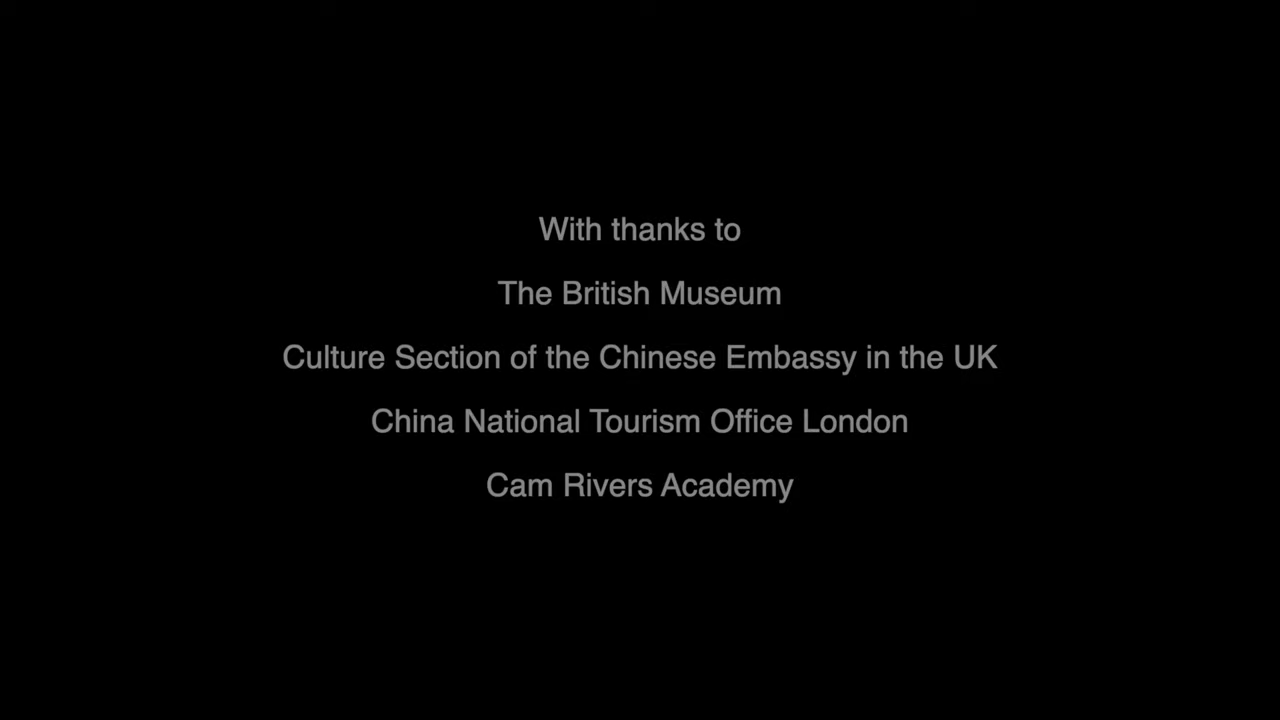 With thanks to
The British Museum
Culture Section of the Chinese Embassy in the UK
China National Tourism Office London
Cam Rivers Academy